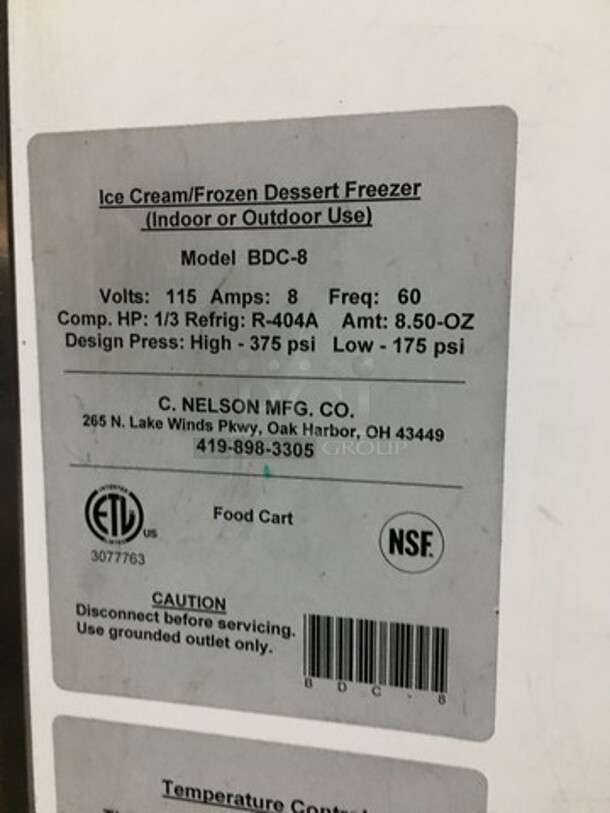 Ice Cream/Frozen Dessert Freezer
(Indoor or Outdoor Use)
Model BDC-8
Volts: 115 Amps: 8 Freq: 60
Comp. HP: 1/3 Refrig: R-404A Amt: 8.50-OZ
Design Press: High - 375 psi Low - 175 psi
C. NELSON MFG. CO.
265 N. Lake Winds Pkwy, Oak Harbor, OH 43449
419-898-3305
GROUP
INTERTEK
ETL
US
3077763
Food Cart
NSF.
CAUTION
Disconnect before servicing.
Use grounded outlet only.
B D C - 8
Temperature